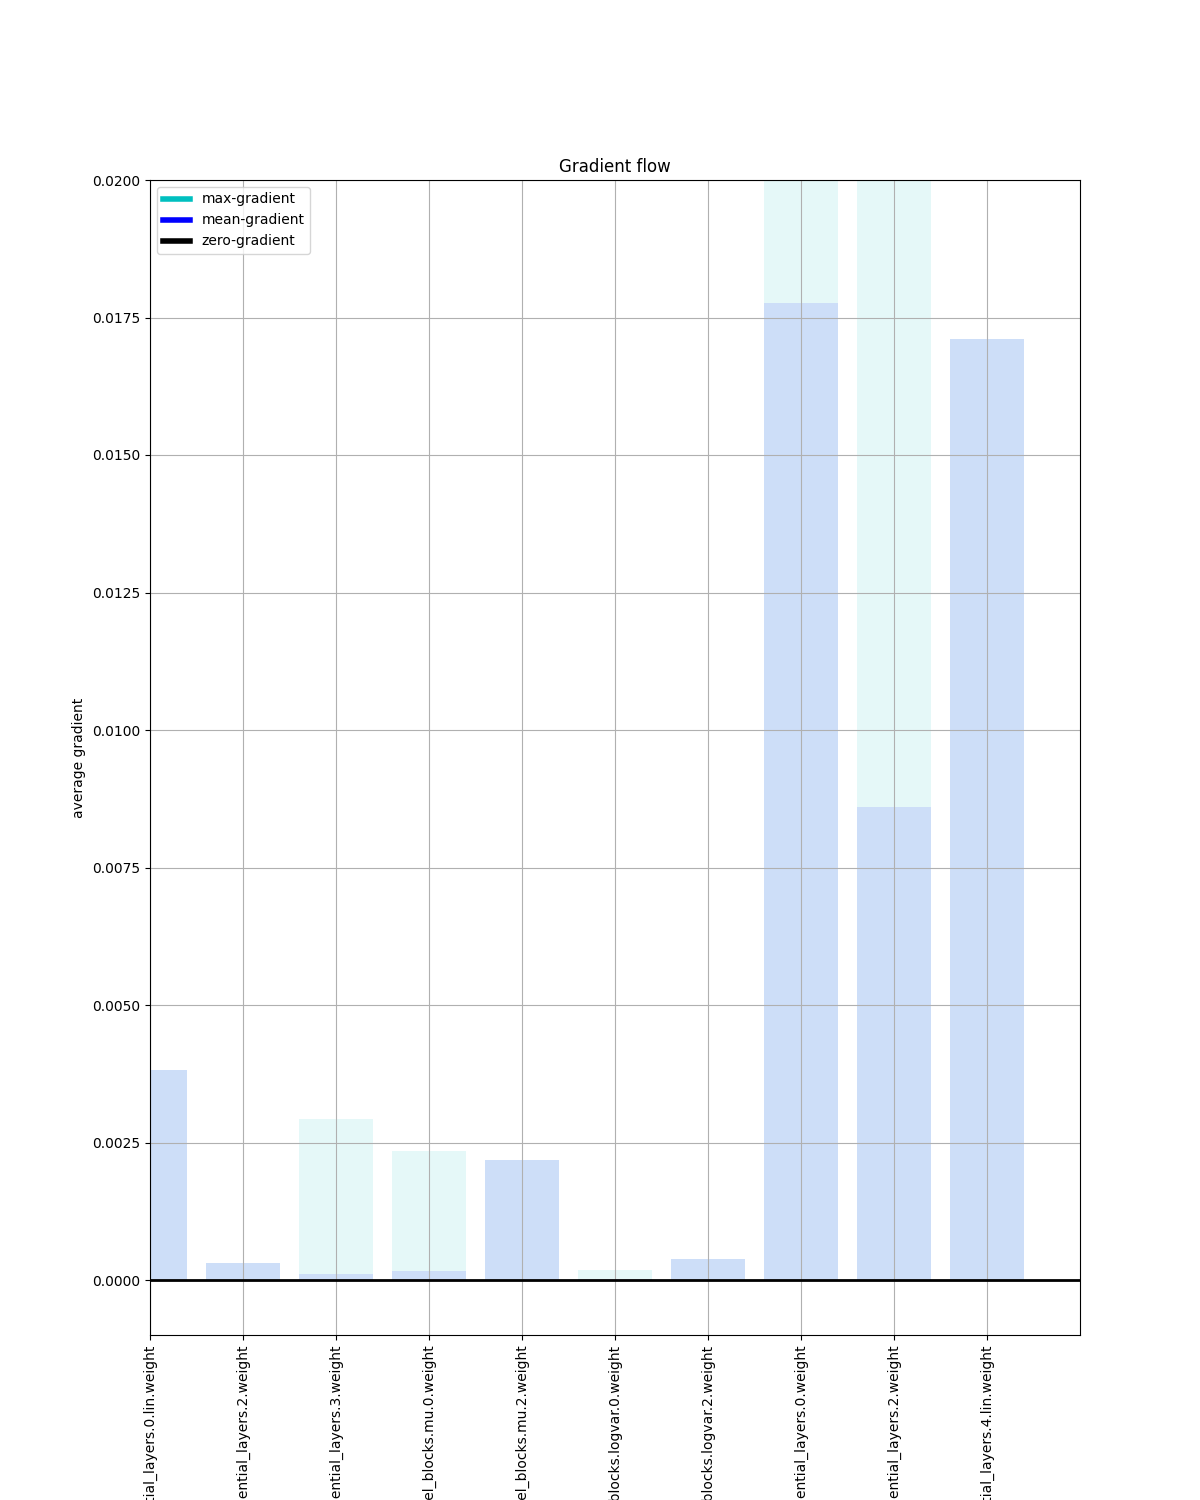 Gradient flow
max-gradient
mean-gradient
zero-gradient
0.0200
0.0175
0.0150
0.0125
0.0100
0.0075
0.0050
0.0025
0.0000
average gradient
tial_layers.0.lin.weight
ential_layers.2.weight
ential_layers.3.weight
el_blocks.mu.0.weight
el_blocks.mu.2.weight
blocks.logvar.0.weight
blocks.logvar.2.weight
ential_layers.0.weight
ential_layers.2.weight
tial_layers.4.lin.weight